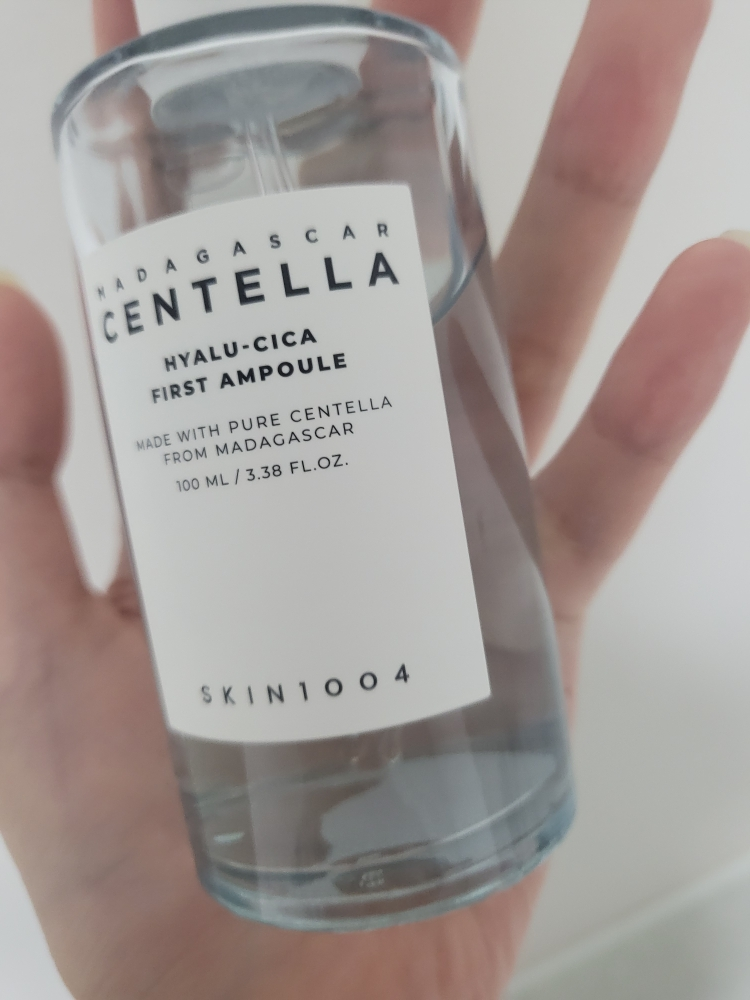 MADAGASCAR
CENTELLA
HYALU-CICA
FIRST AMPOULE
MADE WITH PURE CENTELLA
FROM MADAGASCAR
100 ML / 3.38 FL.OZ.
SKIN1004